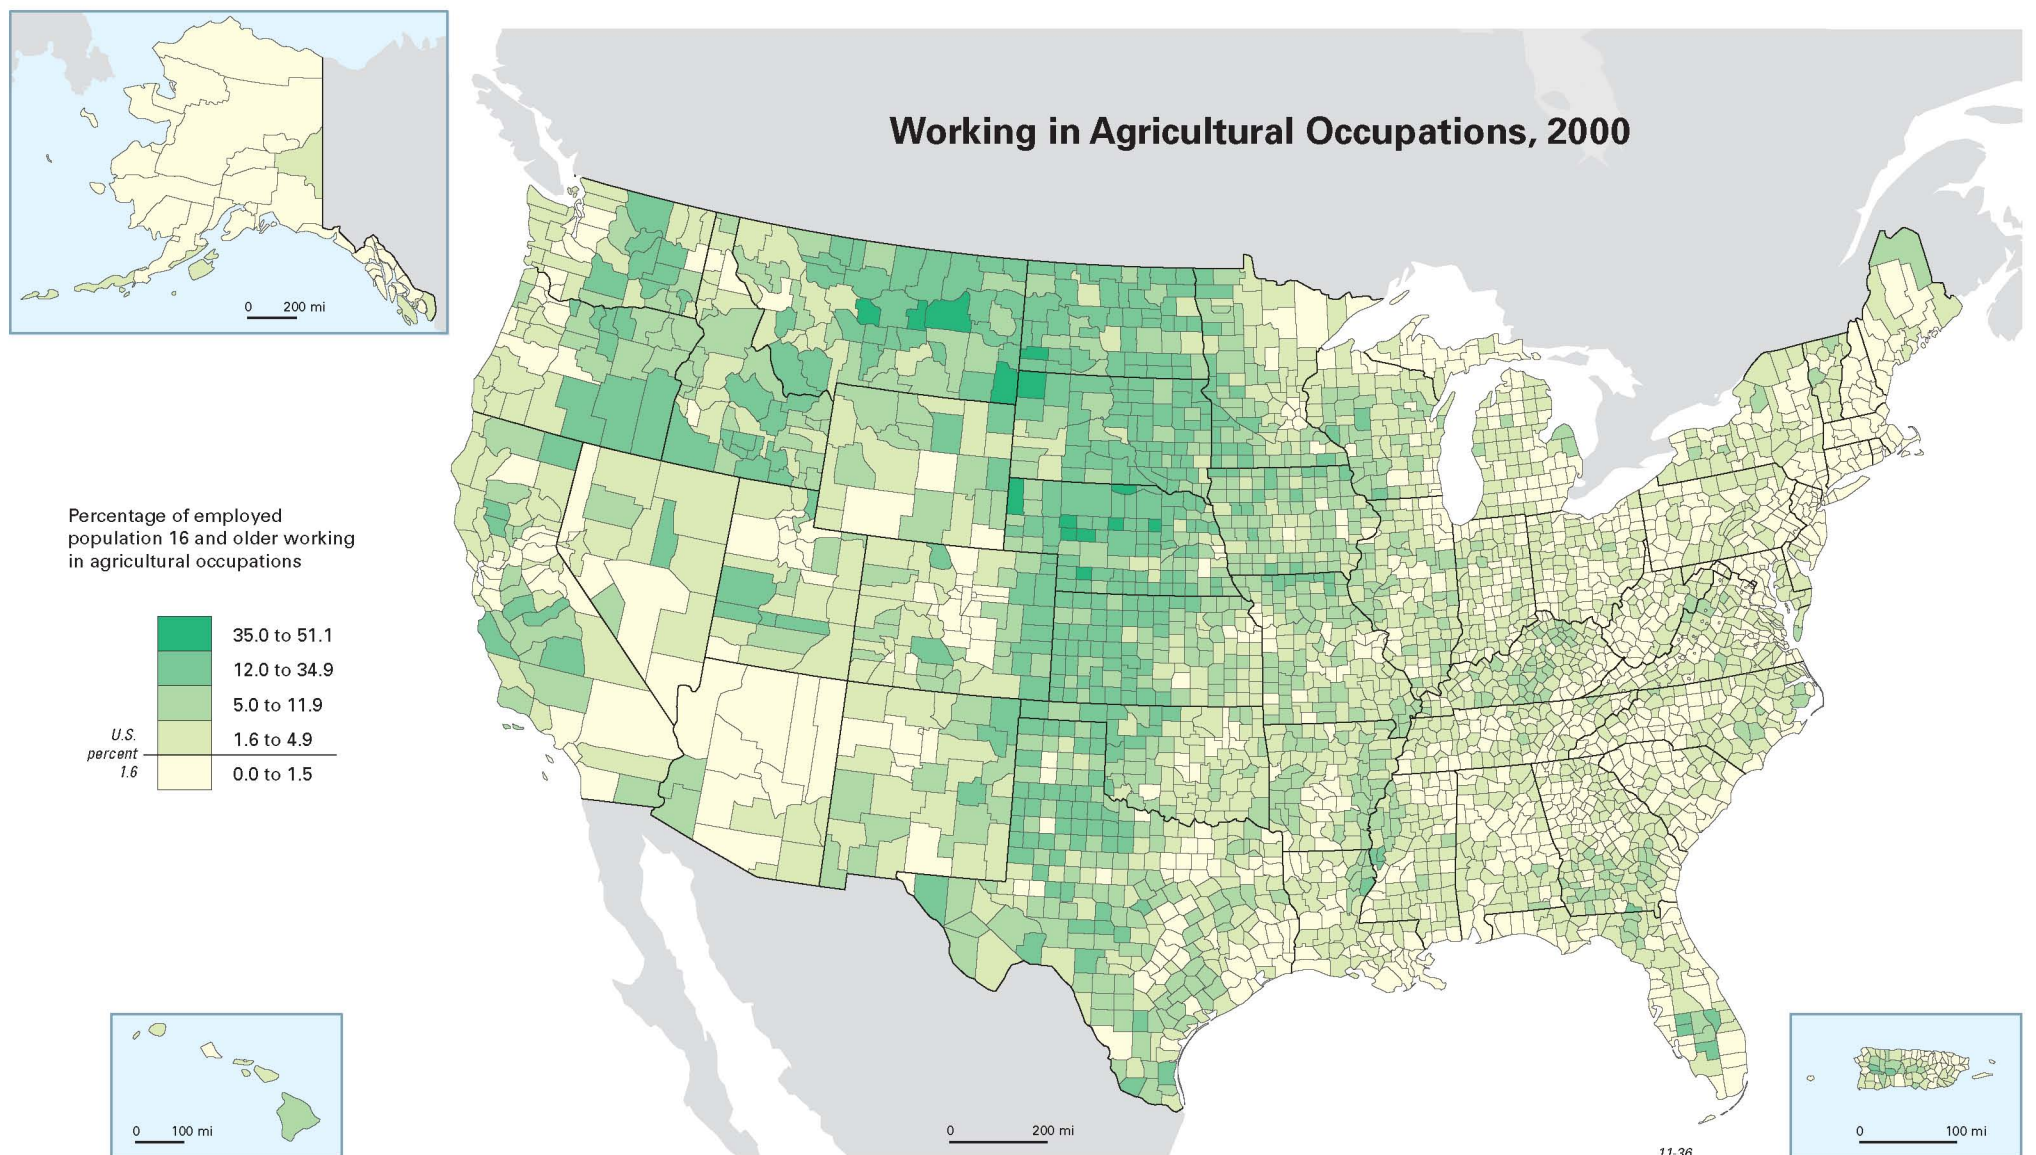 Working in Agricultural Occupations, 2000
0 200 mi
Percentage of employed
population 16 and older working
in agricultural occupations
35.0 to 51.1
12.0 to 34.9
5.0 to 11.9
1.6 to 4.9
0.0 to 1.5
U.S.
percent
1.6
0 100 mi
0 200 mi
11-36
0 100 mi